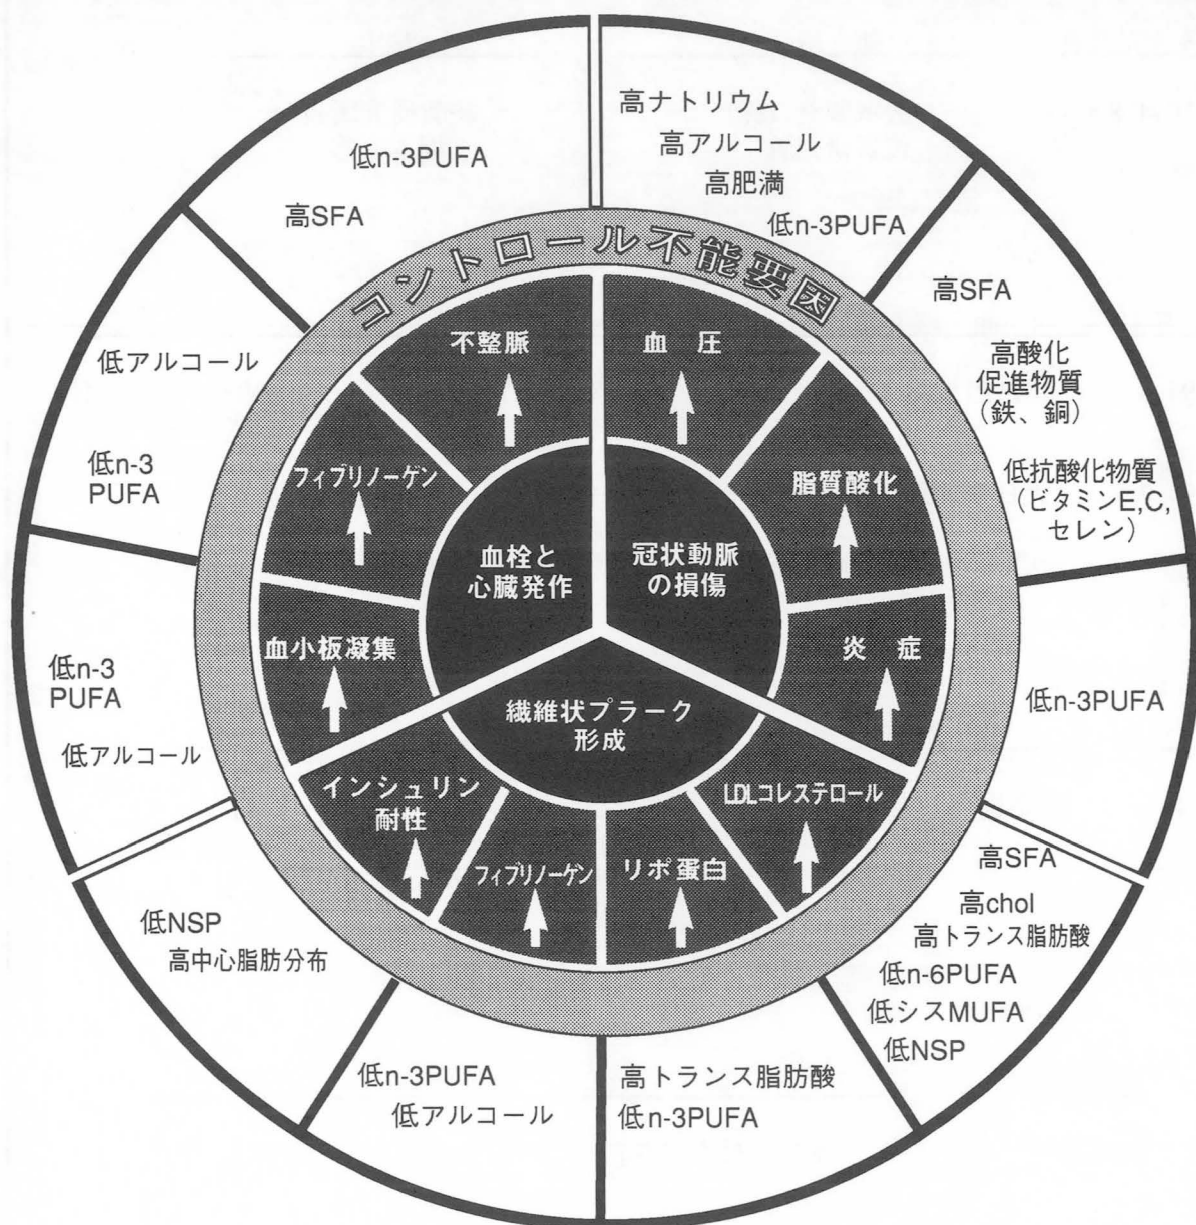 低n-3PUFA
高SFA
高ナトリウム
高アルコール
高肥満
低n-3PUFA
高SFA
高酸化
促進物質
（鉄、銅）
低抗酸化物質
（ビタミンE,C,
セレン）
低n-3PUFA
高SFA
高chol
高トランス脂肪酸
低n-6PUFA
低シスMUFA
低NSP
高トランス脂肪酸
低n-3PUFA
低n-3PUFA
低アルコール
低NSP
高中心脂肪分布
低n-3
PUFA
低アルコール
低アルコール
低n-3
PUFA
コントロール不能要因
不整脈
血 圧
脂質酸化
炎 症
LDLコレステロール
リポ蛋白
フィブリノーゲン
インシュリン
耐性
血小板凝集
フィブリノーゲン
血栓と
心臓発作
冠状動脈
の損傷
繊維状プラーク
形成